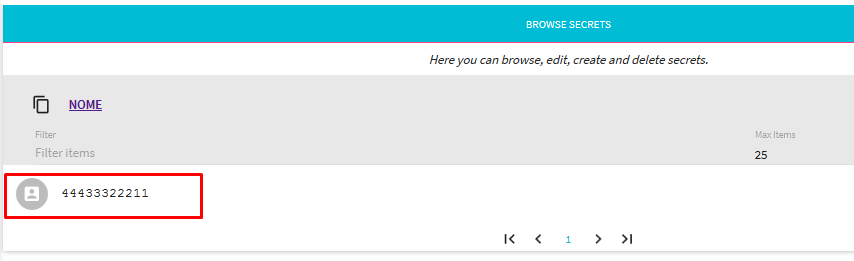 BROWSE SECRETS
Here you can browse, edit, create and delete secrets.
NOME
Filter
Max Items
Filter items
25
44433322211
1